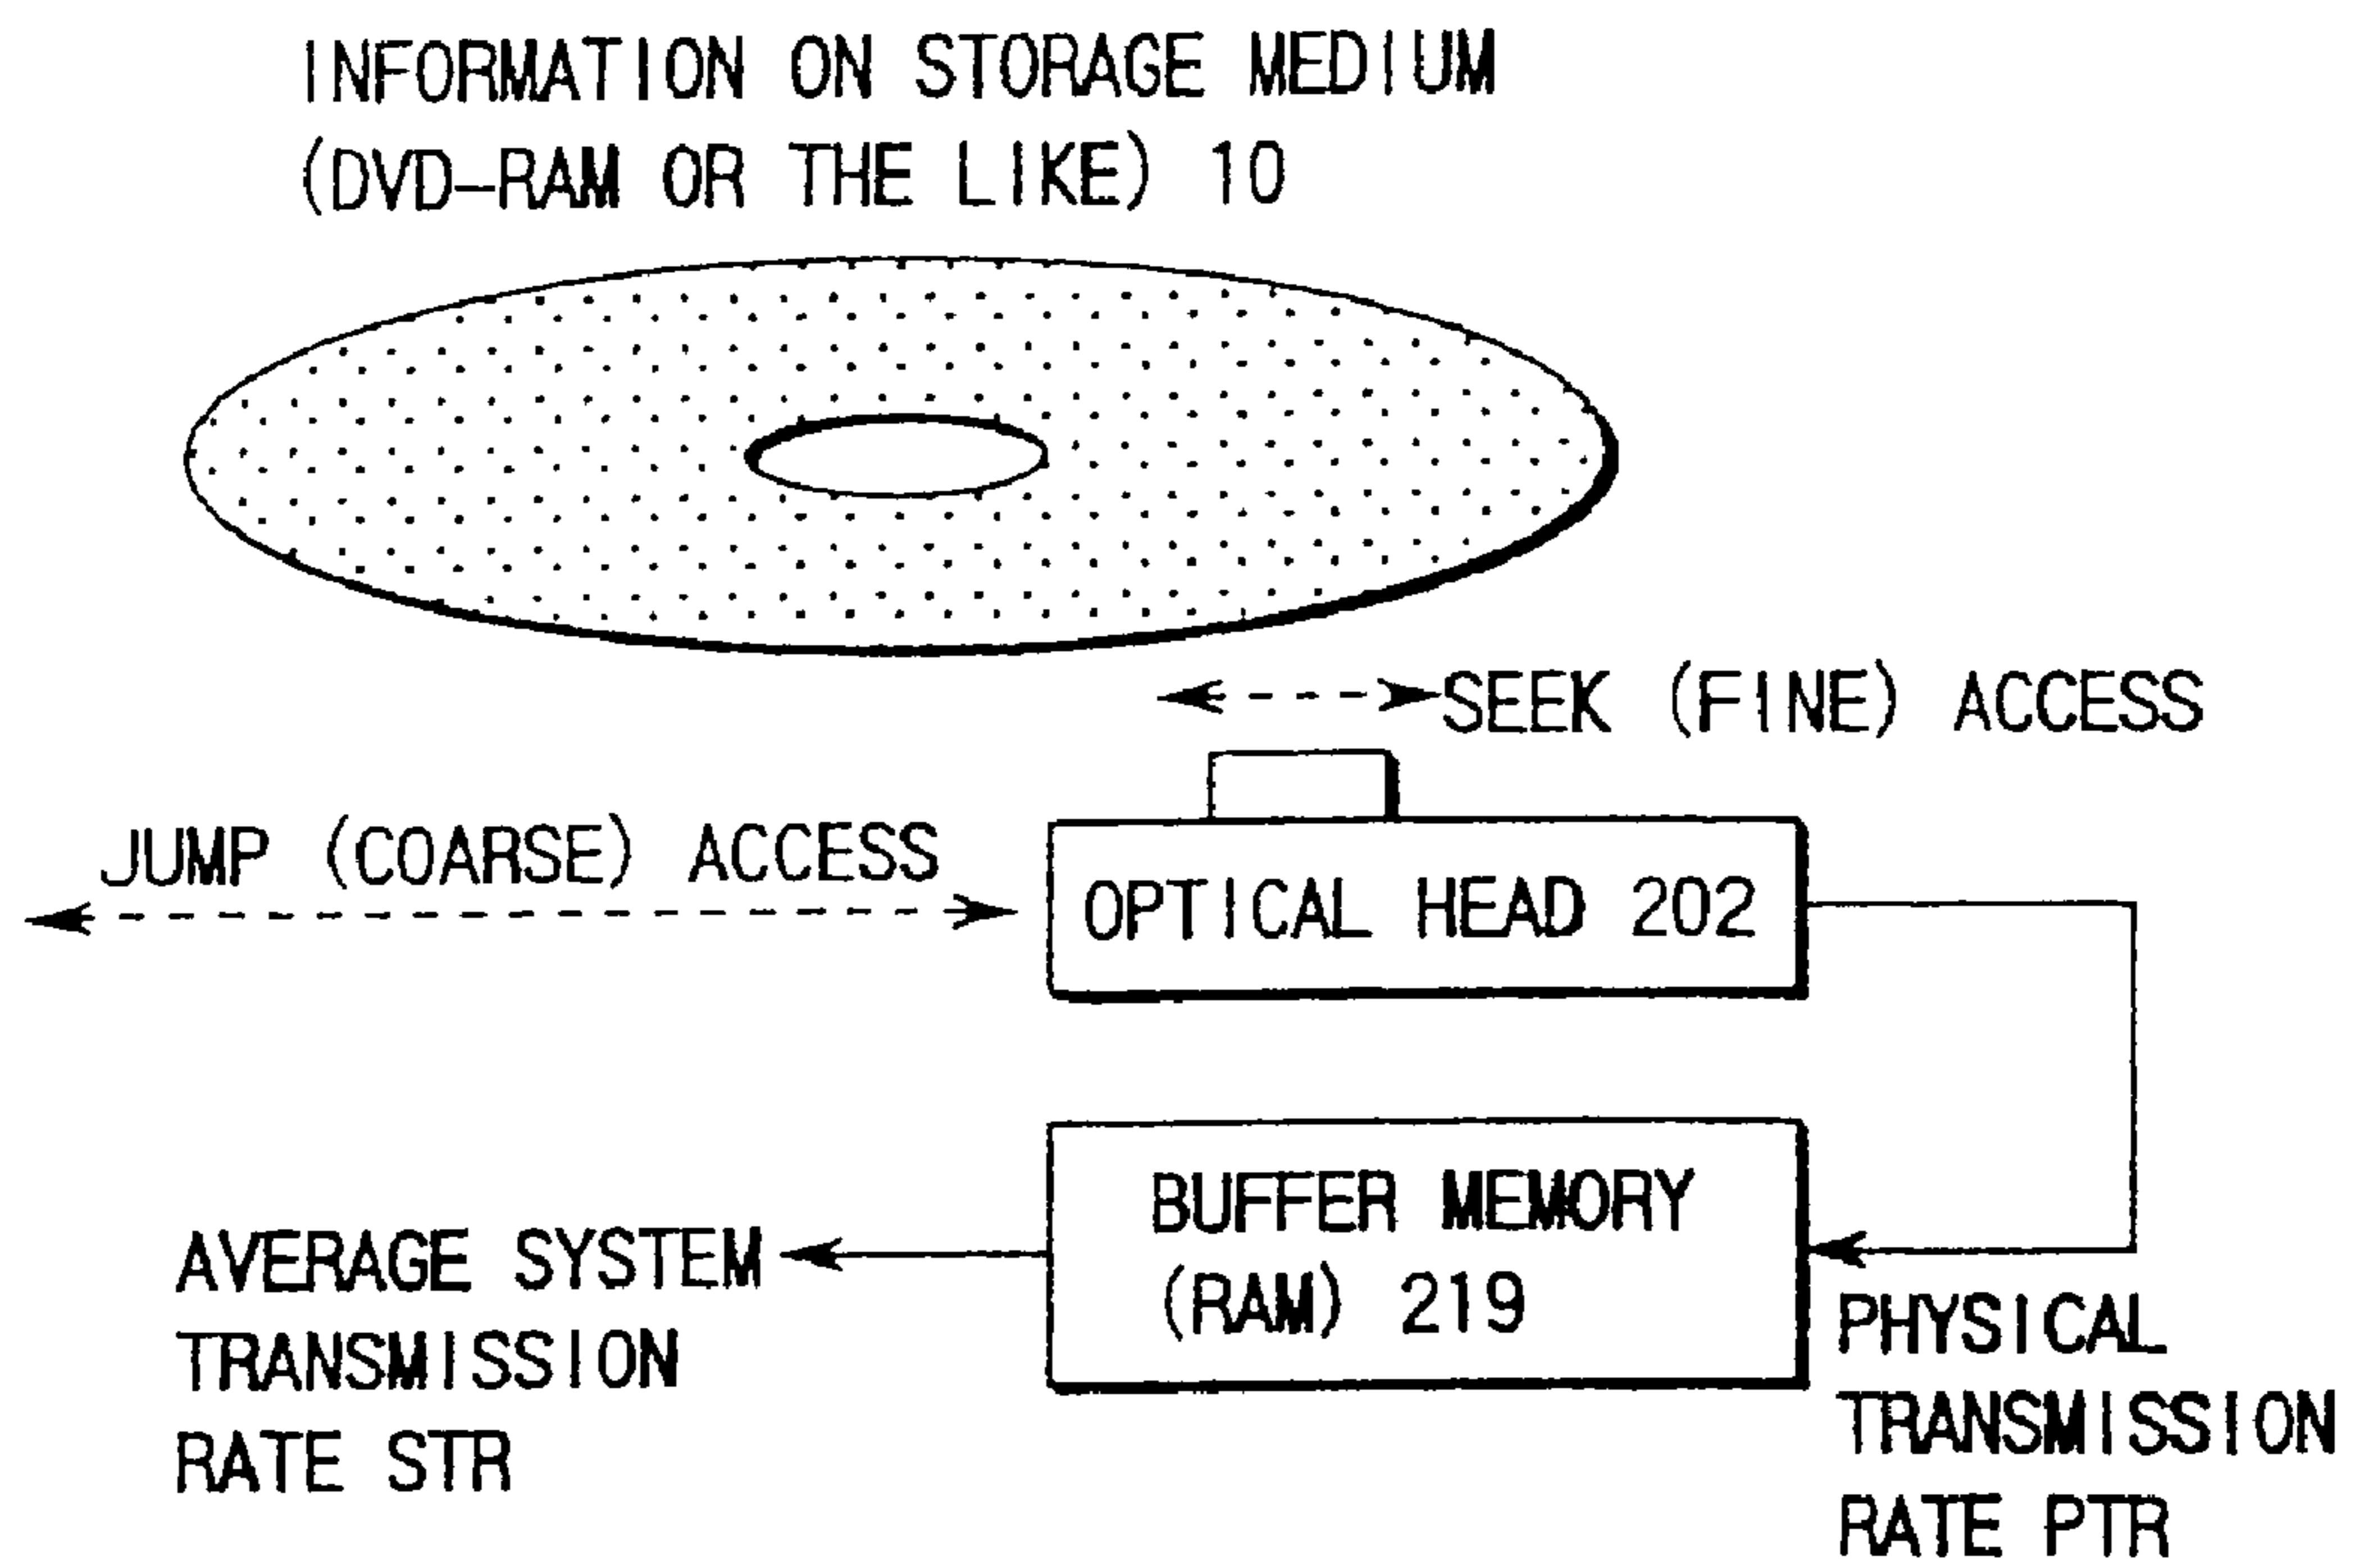 INFORMATION ON STORAGE MEDIUM
(DVD-RAM OR THE LIKE) 10
SEEK (FINE) ACCESS
JUMP (COARSE) ACCESS
OPTICAL HEAD 202
BUFFER MEMORY
(RAM) 219
AVERAGE SYSTEM
TRANSMISSION
RATE STR
PHYSICAL
TRANSMISSION
RATE PTR